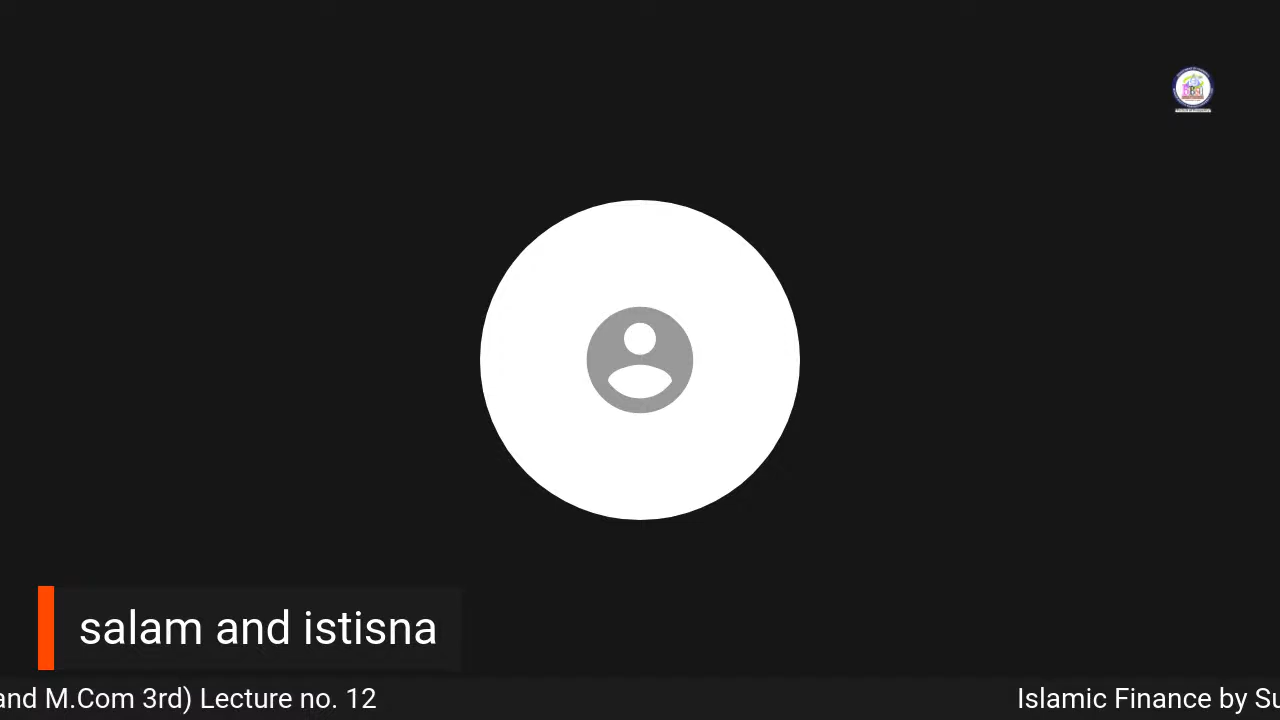 salam and istisna
and M.Com 3rd) Lecture no. 12
Islamic Finance by Su